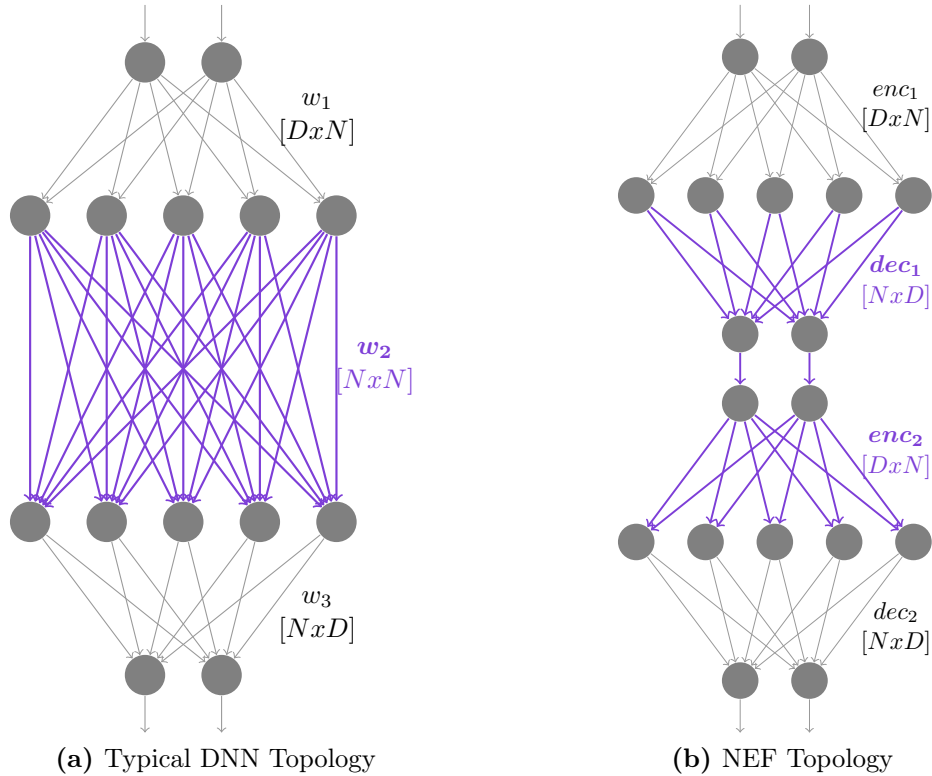 w₁
[DxN]
w₂
[NxN]
w₃
[NxD]
(a) Typical DNN Topology
enc₁
[DxN]
dec₁
[NxD]
enc₂
[DxN]
dec₂
[NxD]
(b) NEF Topology